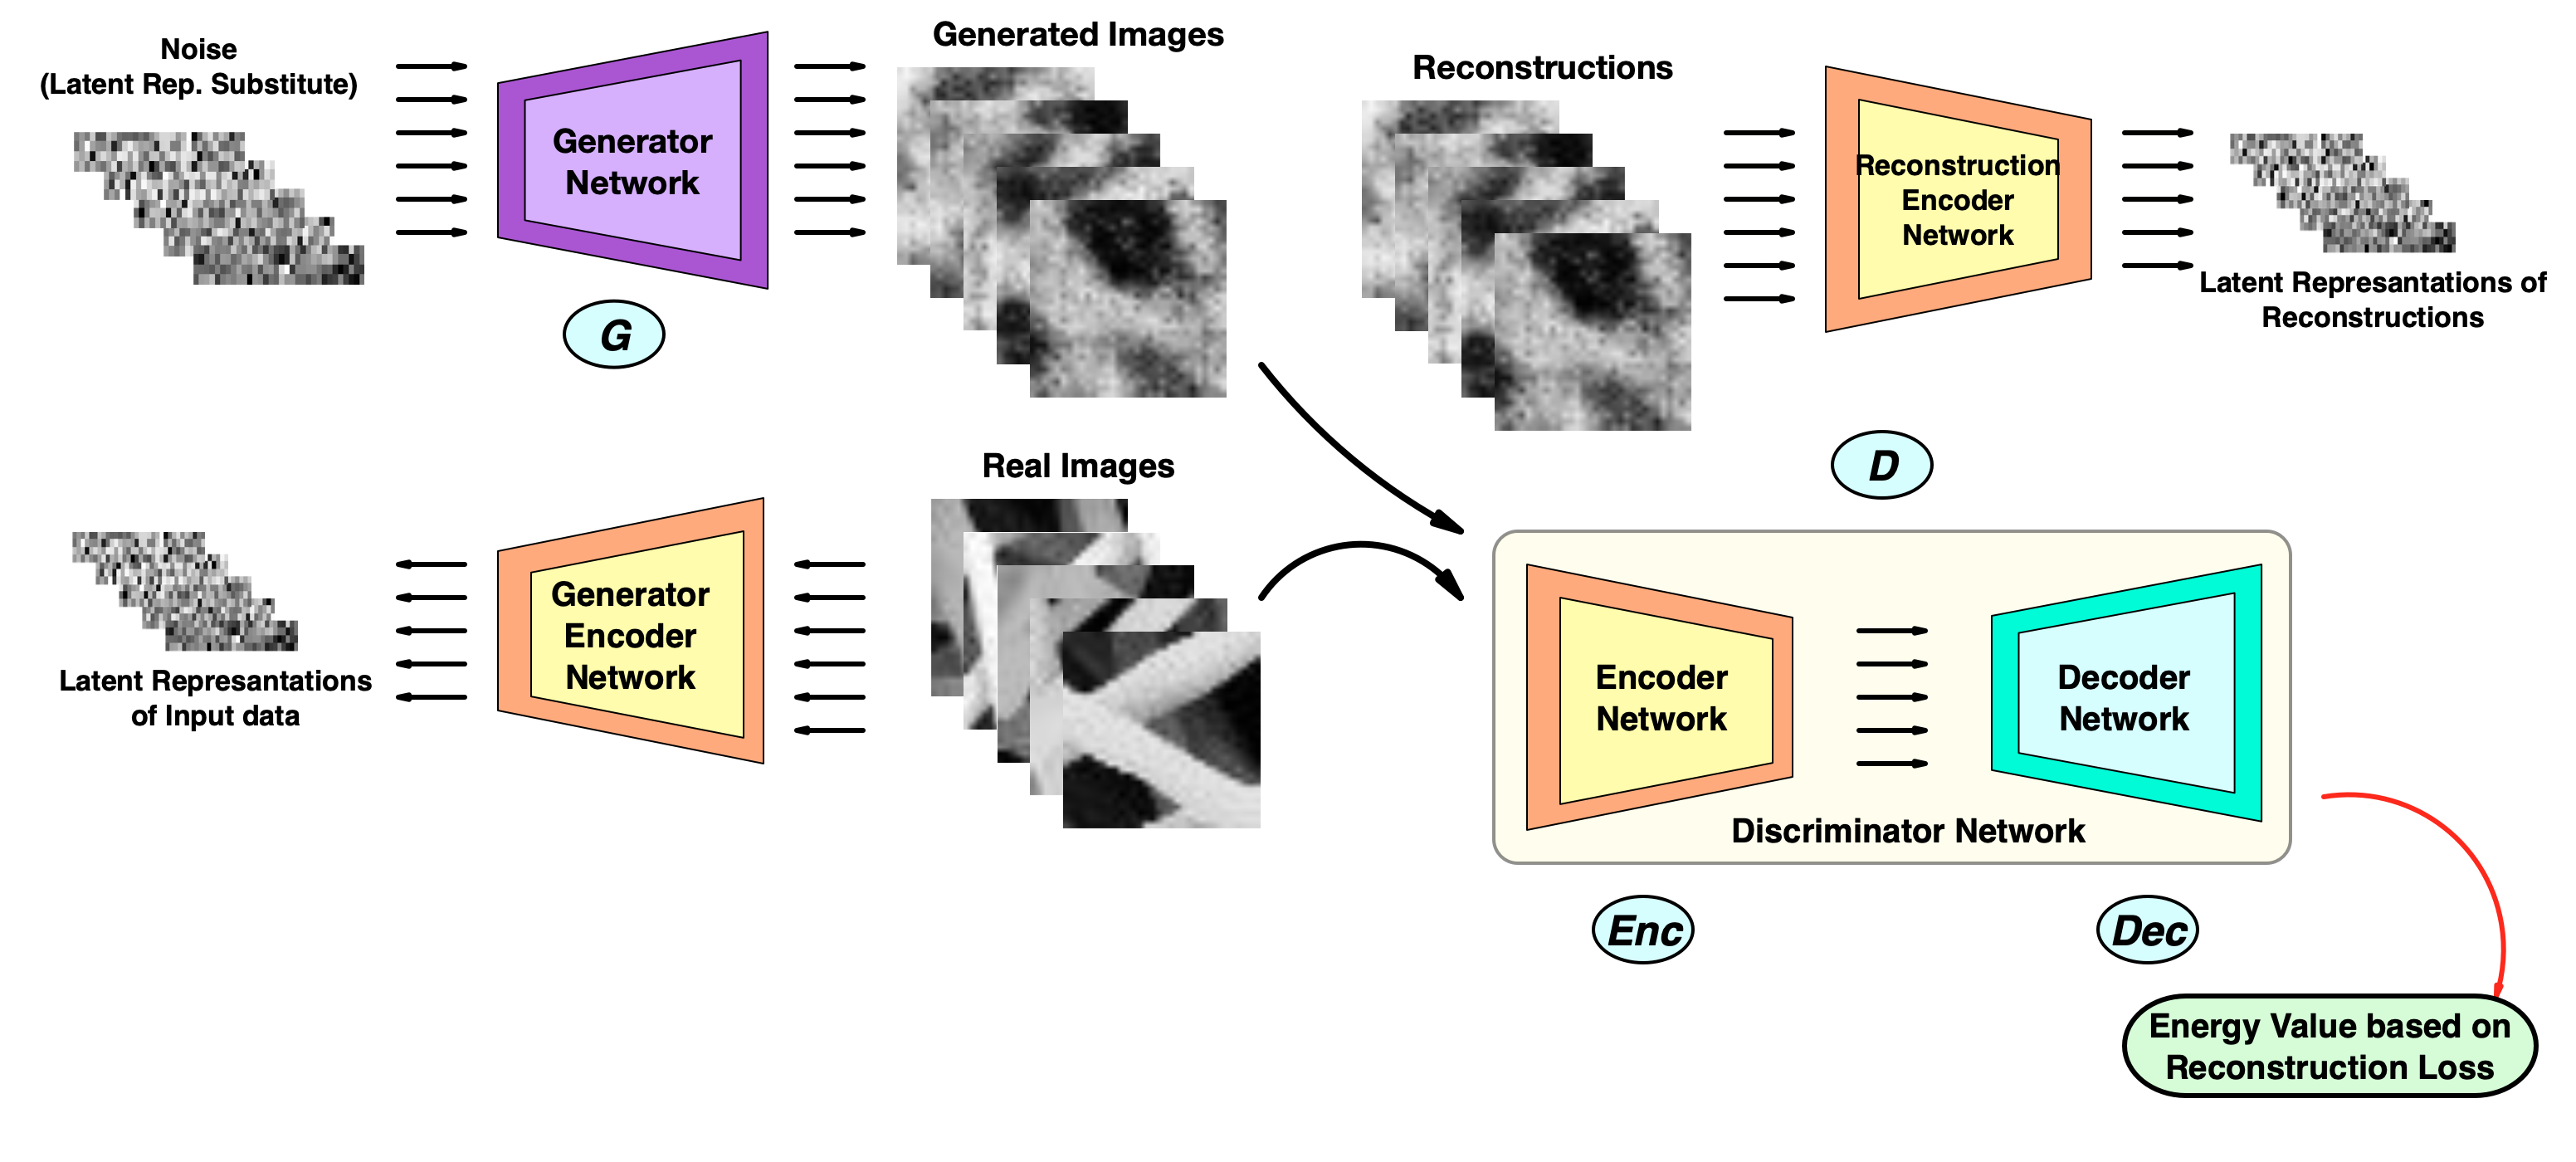 Noise
(Latent Rep. Substitute)
Generator
Network
G
Generated Images
Reconstructions
Reconstruction
Encoder
Network
Latent Represantations of
Reconstructions
D
Real Images
Generator
Encoder
Network
Latent Represantations
of Input data
Encoder
Network
Decoder
Network
Discriminator Network
Enc
Dec
Energy Value based on
Reconstruction Loss